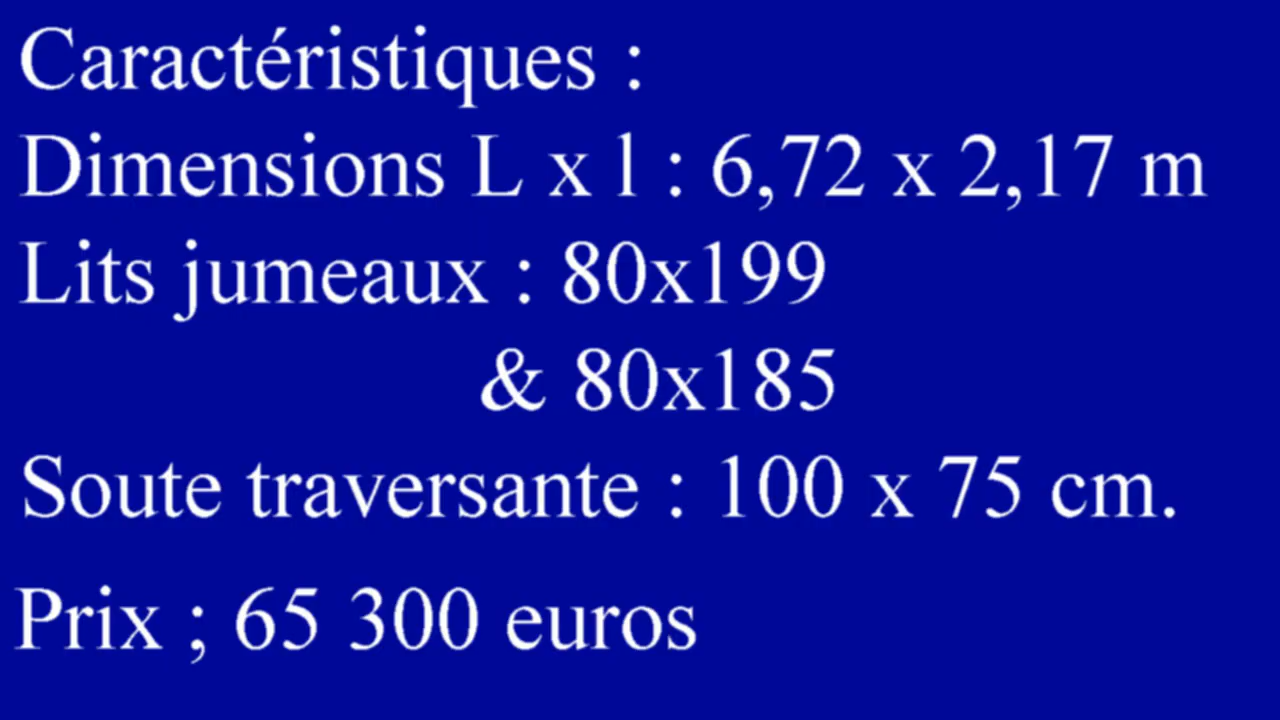 Caractéristiques :
Dimensions L x l : 6,72 x 2,17 m
Lits jumeaux : 80x199
& 80x185
Soute traversante : 100 x 75 cm.
Prix ; 65 300 euros